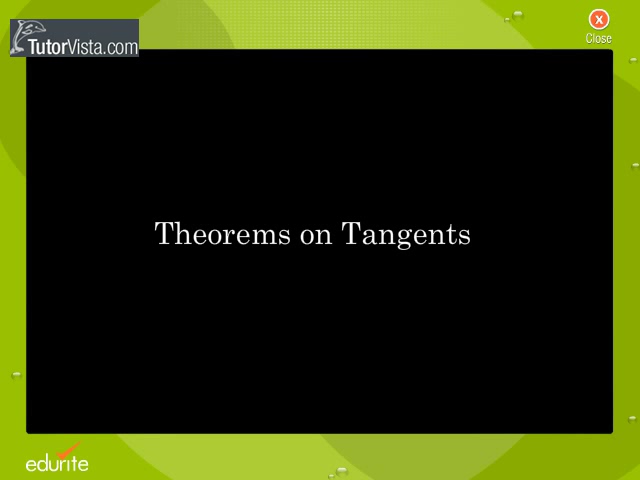 TutorVista.com
x
Close
Theorems on Tangents
edurite